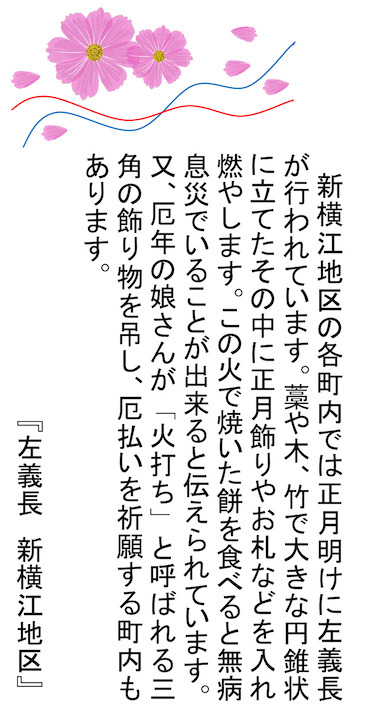 新横江地区の各町内では正月明けに左義長
が行われています。藁や木、竹で大きな円錐状
に立てたその中に正月飾りやお札などを入れ
燃やします。この火で焼いた餅を食べると無病
息災でいることが出来ると伝えられています。
又、厄年の娘さんが「火打ち」と呼ばれる三
角の飾り物を吊し、厄払いを祈願する町内も
あります。
『左義長　新横江地区』